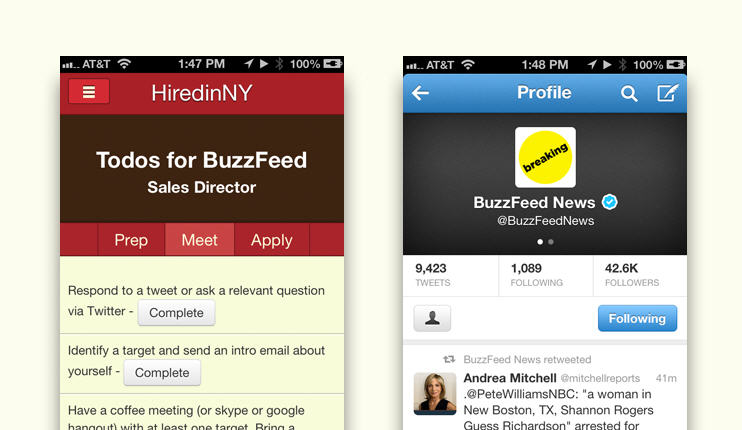 AT&T 1:47 PM 100%
HiredinNY
Todos for BuzzFeed
Sales Director
Prep Meet Apply
Respond to a tweet or ask a relevant question
via Twitter - Complete
Identify a target and send an intro email about
yourself - Complete
Have a coffee meeting (or skype or google
hangout) with at least one target. Bring a
AT&T 1:48 PM 100%
Profile
breaking
BuzzFeed News
@BuzzFeedNews
9,423 1,089 42.6K
TWEETS FOLLOWING FOLLOWERS
Following
BuzzFeed News retweeted
Andrea Mitchell @mitchellreports 41m
.@PeteWilliamsNBC: "a woman in
New Boston, TX, Shannon Rogers
Guess Richardson" arrested for